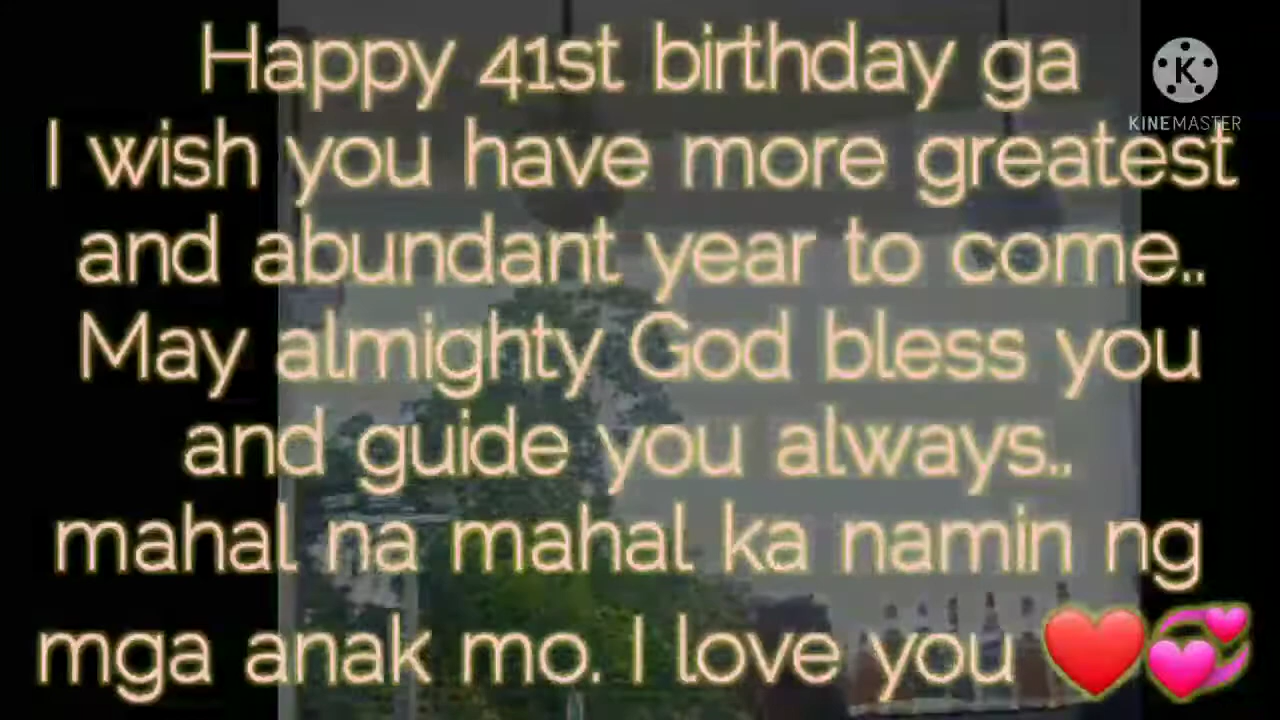 Happy 41st birthday ga
I wish you have more greatest
and abundant year to come..
May almighty God bless you
and guide you always..
mahal na mahal ka namin ng
mga anak mo. I love you ❤️💞
K
KINEMASTER